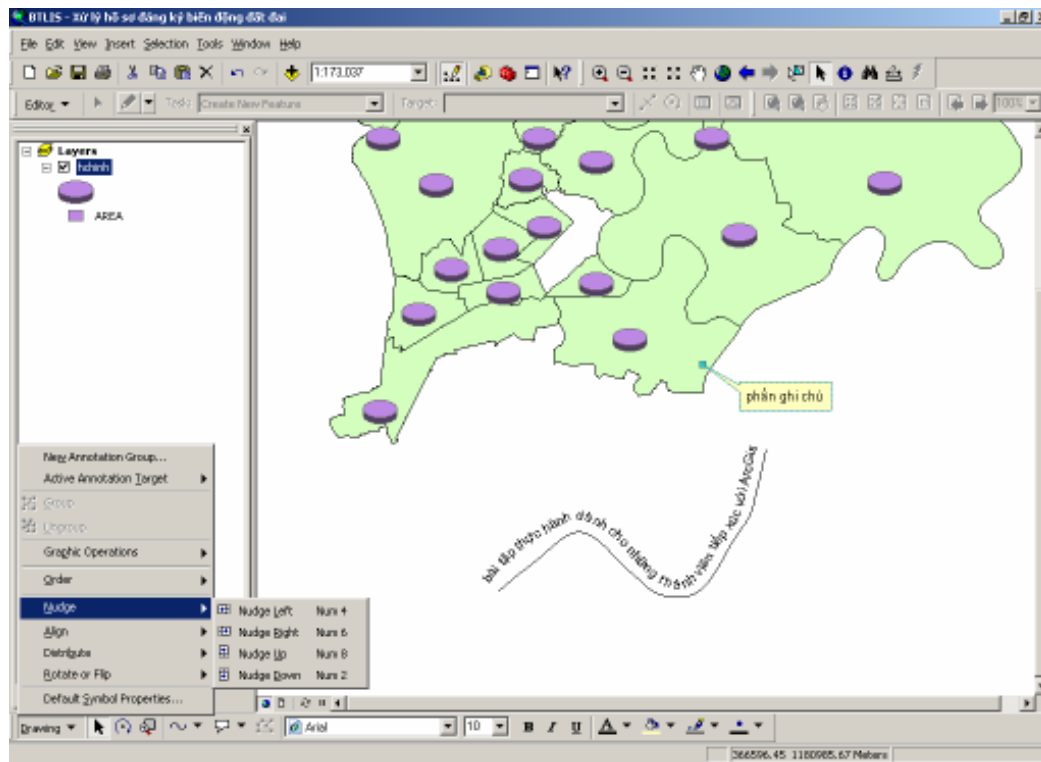 BTLIS - Xử lý hồ sơ đăng ký biến động đất đai
File Edit View Insert Selection Tools Window Help
1:173.037
Editor Task: Create New Feature Target: 100%
Layers
hchinh
AREA
phần ghi chú
bài tập thực hành dành cho những thành viên tiếp xúc với ArcGis
New Annotation Group...
Active Annotation Target
Group
Ungroup
Graphic Operations
Order
Nudge
Align
Distribute
Rotate or Flip
Default Symbol Properties...
Nudge Left Num 4
Nudge Right Num 6
Nudge Up Num 8
Nudge Down Num 2
Drawing Arial 10 B I U A
366596.45 1180985.67 Meters